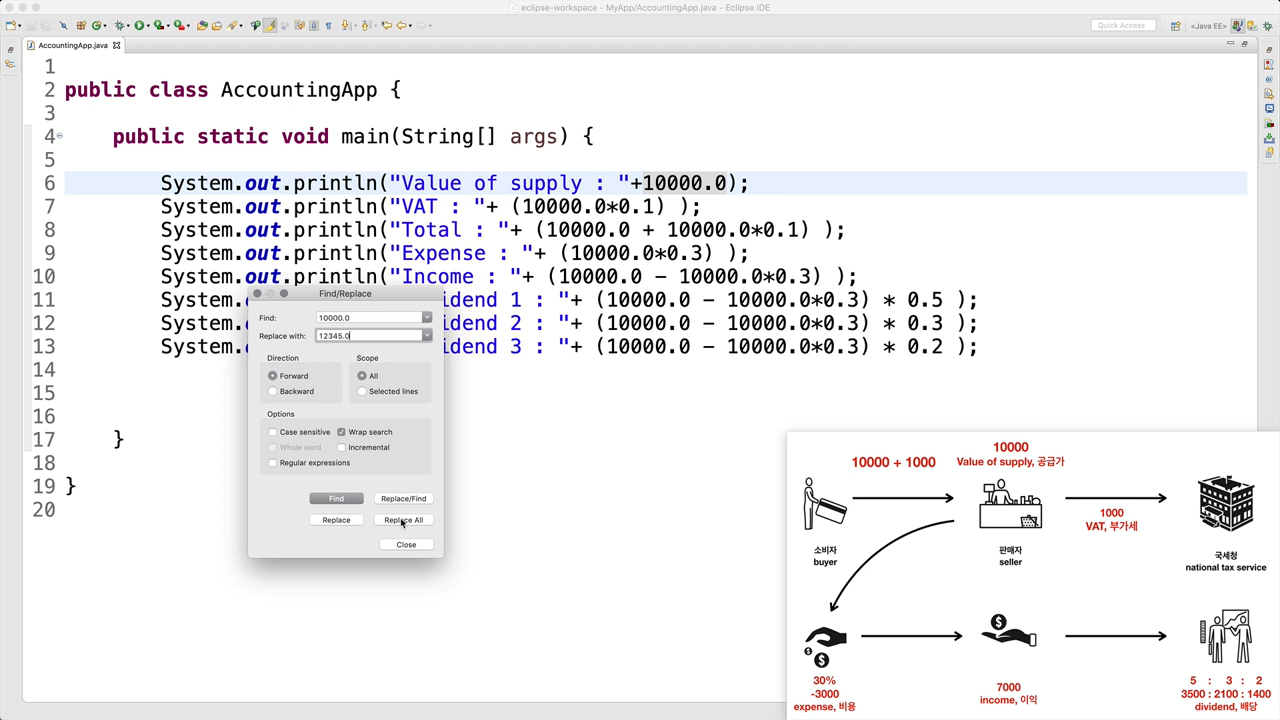 eclipse-workspace - MyApp/AccountingApp.java - Eclipse IDE
Quick Access
<Java EE>
AccountingApp.java
1
2 public class AccountingApp {
3
4 public static void main(String[] args) {
5
6 System.out.println("Value of supply : "+10000.0);
7 System.out.println("VAT : "+ (10000.0*0.1) );
8 System.out.println("Total : "+ (10000.0 + 10000.0*0.1) );
9 System.out.println("Expense : "+ (10000.0*0.3) );
10 System.out.println("Income : "+ (10000.0 - 10000.0*0.3) );
11 System. idend 1 : "+ (10000.0 - 10000.0*0.3) * 0.5 );
12 System. idend 2 : "+ (10000.0 - 10000.0*0.3) * 0.3 );
13 System. idend 3 : "+ (10000.0 - 10000.0*0.3) * 0.2 );
14
15
16
17 }
18
19 }
20
Find/Replace
Find: 10000.0
Replace with: 12345.0
Direction
Scope
Forward
All
Backward
Selected lines
Options
Case sensitive
Wrap search
Whole word
Incremental
Regular expressions
Find
Replace/Find
Replace
Replace All
Close
10000 + 1000
10000
Value of supply, 공급가
1000
VAT, 부가세
소비자
buyer
판매자
seller
국세청
national tax service
30%
-3000
expense, 비용
7000
income, 이익
5 : 3 : 2
3500 : 2100 : 1400
dividend, 배당